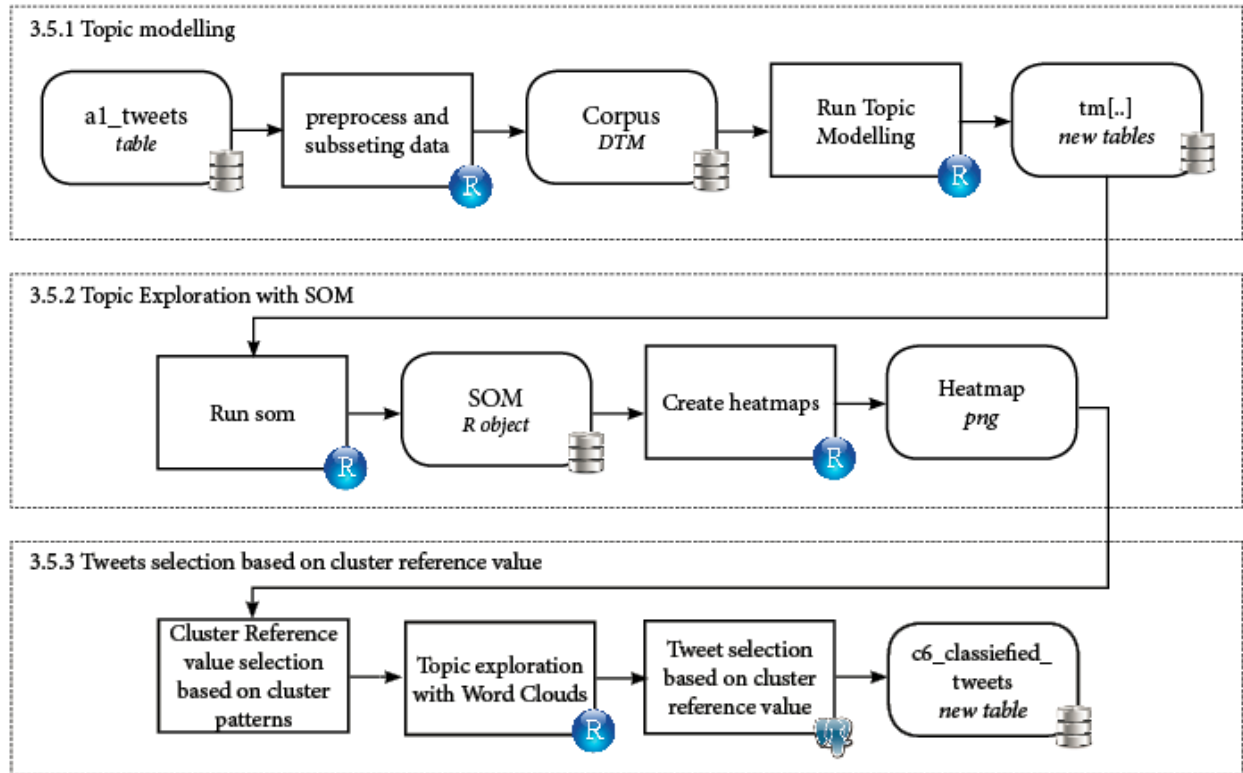 3.5.1 Topic modelling
a1_tweets
table
preprocess and
subsseting data
R
Corpus
DTM
Run Topic
Modelling
R
tm[..]
new tables
3.5.2 Topic Exploration with SOM
Run som
R
SOM
R object
Create heatmaps
R
Heatmap
png
3.5.3 Tweets selection based on cluster reference value
Cluster Reference
value selection
based on cluster
patterns
Topic exploration
with Word Clouds
R
Tweet selection
based on cluster
reference value
c6_classiefied_
tweets
new table